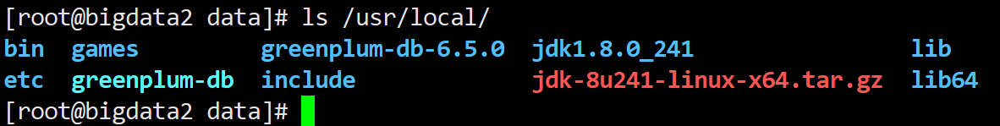 [root@bigdata2 data]# ls /usr/local/
bin  games        greenplum-db-6.5.0  jdk1.8.0_241                lib
etc  greenplum-db  include             jdk-8u241-linux-x64.tar.gz  lib64
[root@bigdata2 data]#